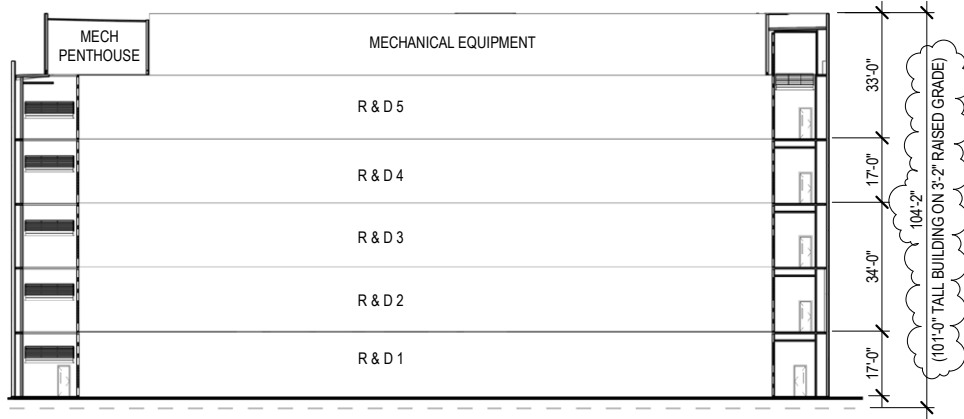 MECH
PENTHOUSE
MECHANICAL EQUIPMENT
R & D 5
R & D 4
R & D 3
R & D 2
R & D 1
33'-0"
17'-0"
34'-0"
17'-0"
104'-2"
(101'-0" TALL BUILDING ON 3'-2" RAISED GRADE)